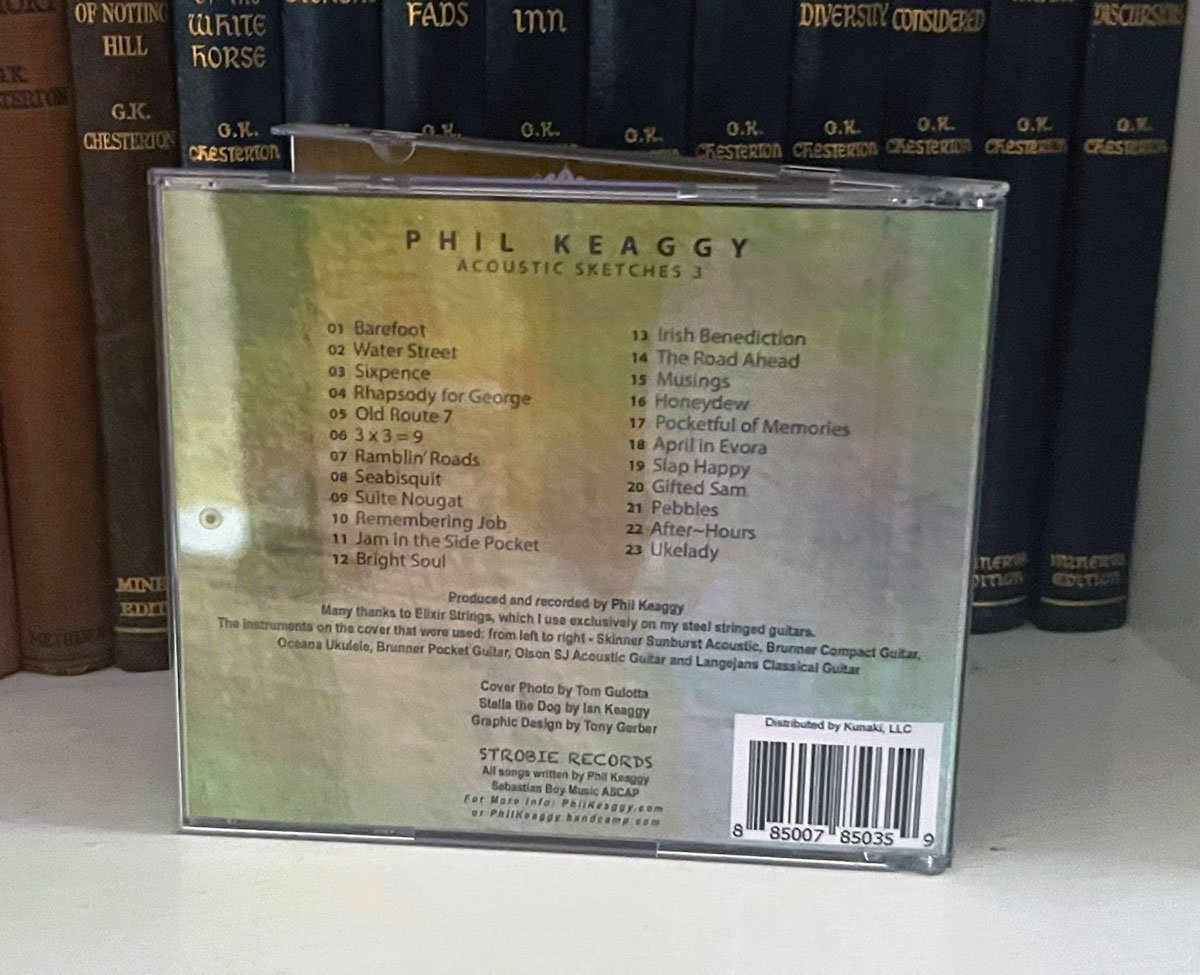 OF NOTTING
HILL
G.K.
CHESTERTON
WHITE
HORSE
G.K.
CHESTERTON
FADS
G.K.
INN
G.K.
G.K.
G.K.
CHESTERTON
DIVERSITY
G.K.
CHESTERTON
CONSIDERED
G.K.
CHESTERTON
G.K.
CHESTERTON
G.K.
CHESTERTON
PHIL KEAGGY
ACOUSTIC SKETCHES 3
01 Barefoot
02 Water Street
03 Sixpence
04 Rhapsody for George
05 Old Route 7
06 3 x 3 = 9
07 Ramblin' Roads
08 Seabisquit
09 Suite Nougat
10 Remembering Job
11 Jam in the Side Pocket
12 Bright Soul
13 Irish Benediction
14 The Road Ahead
15 Musings
16 Honeydew
17 Pocketful of Memories
18 April in Evora
19 Slap Happy
20 Gifted Sam
21 Pebbles
22 After~Hours
23 Ukelady
Produced and recorded by Phil Keaggy
Many thanks to Elixir Strings, which I use exclusively on my steel stringed guitars.
The instruments on the cover that were used: from left to right - Skinner Sunburst Acoustic, Brunner Compact Guitar,
Oceana Ukulele, Brunner Pocket Guitar, Olson SJ Acoustic Guitar and Langejans Classical Guitar
Cover Photo by Tom Gulotta
Stella the Dog by Ian Keaggy
Graphic Design by Tony Gerber
STROBIE RECORDS
All songs written by Phil Keaggy
Sebastian Boy Music ASCAP
For More Info: PhilKeaggy.com
or PhilKeaggy.bandcamp.com
Distributed by Kunaki, LLC
8 85007 85035 9